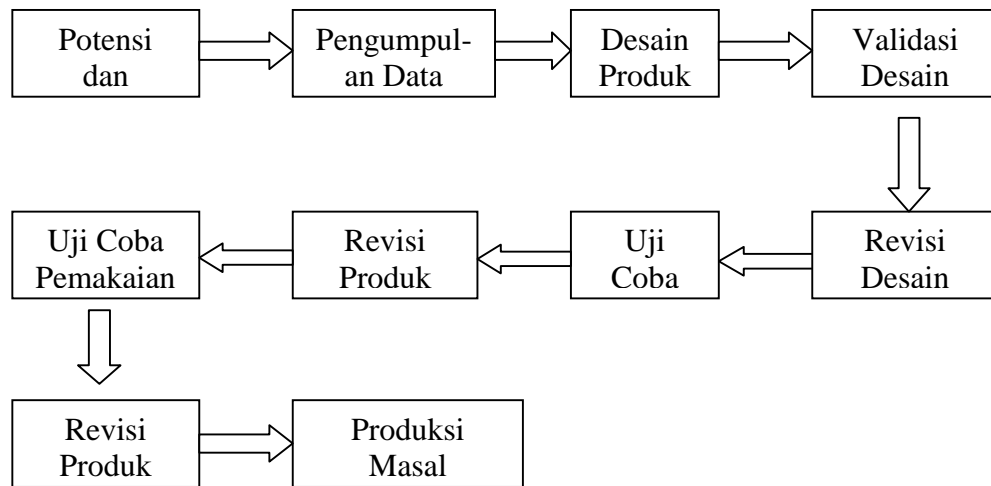 Potensi
dan
Pengumpul-
an Data
Desain
Produk
Validasi
Desain
Revisi
Desain
Uji
Coba
Revisi
Produk
Uji Coba
Pemakaian
Revisi
Produk
Produksi
Masal